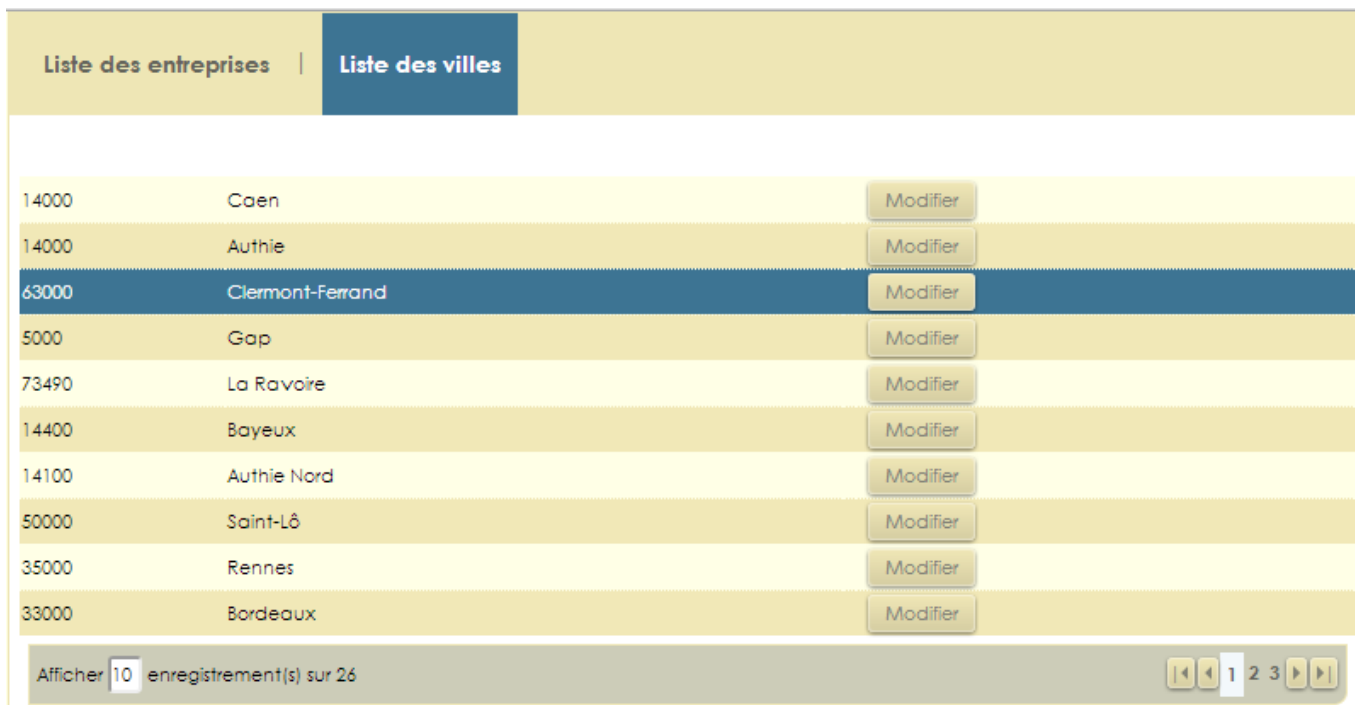 Liste des entreprises | Liste des villes
14000 Caen Modifier
14000 Authie Modifier
63000 Clermont-Ferrand Modifier
5000 Gap Modifier
73490 La Ravoire Modifier
14400 Bayeux Modifier
14100 Authie Nord Modifier
50000 Saint-Lô Modifier
35000 Rennes Modifier
33000 Bordeaux Modifier
Afficher 10 enregistrement(s) sur 26 1 2 3